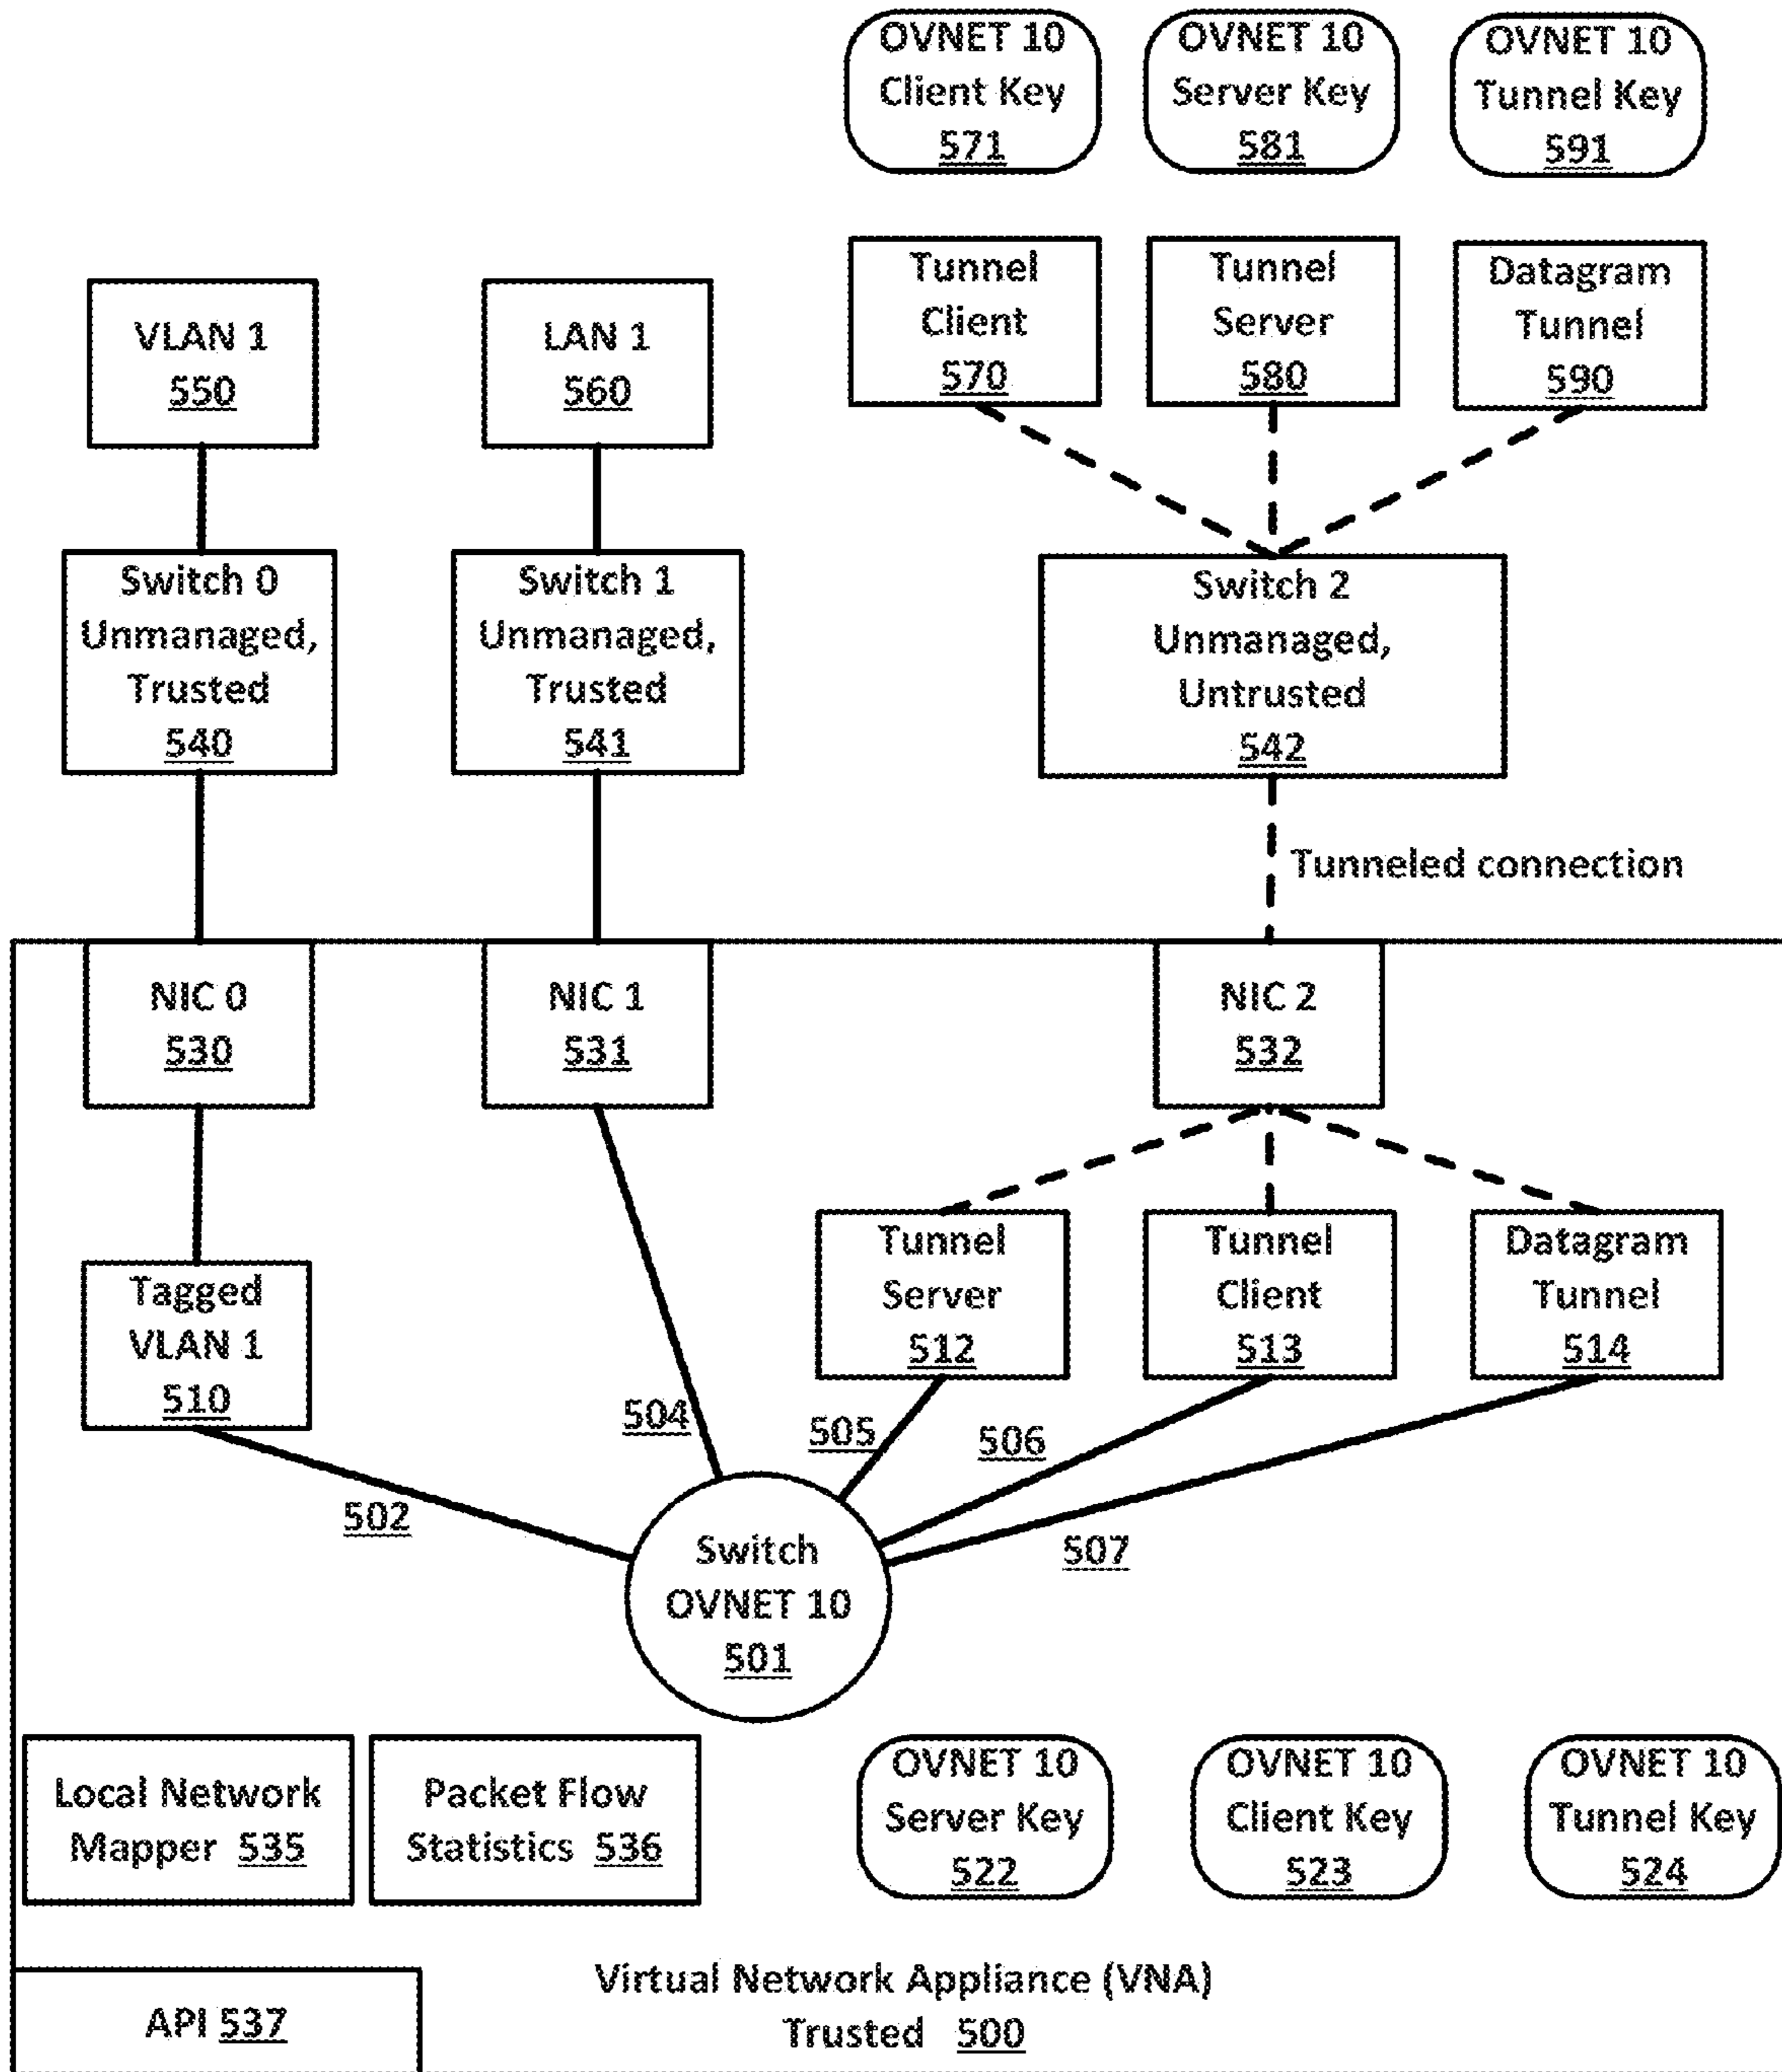 OVNET 10
Client Key
571
OVNET 10
Server Key
581
OVNET 10
Tunnel Key
591
VLAN 1
550
LAN 1
560
Tunnel
Client
570
Tunnel
Server
580
Datagram
Tunnel
590
Switch 0
Unmanaged,
Trusted
540
Switch 1
Unmanaged,
Trusted
541
Switch 2
Unmanaged,
Untrusted
542
Tunneled connection
NIC 0
530
NIC 1
531
NIC 2
532
Tagged
VLAN 1
510
Tunnel
Server
512
Tunnel
Client
513
Datagram
Tunnel
514
502
504
505
506
507
Switch
OVNET 10
501
Local Network
Mapper 535
Packet Flow
Statistics 536
OVNET 10
Server Key
522
OVNET 10
Client Key
523
OVNET 10
Tunnel Key
524
API 537
Virtual Network Appliance (VNA)
Trusted 500